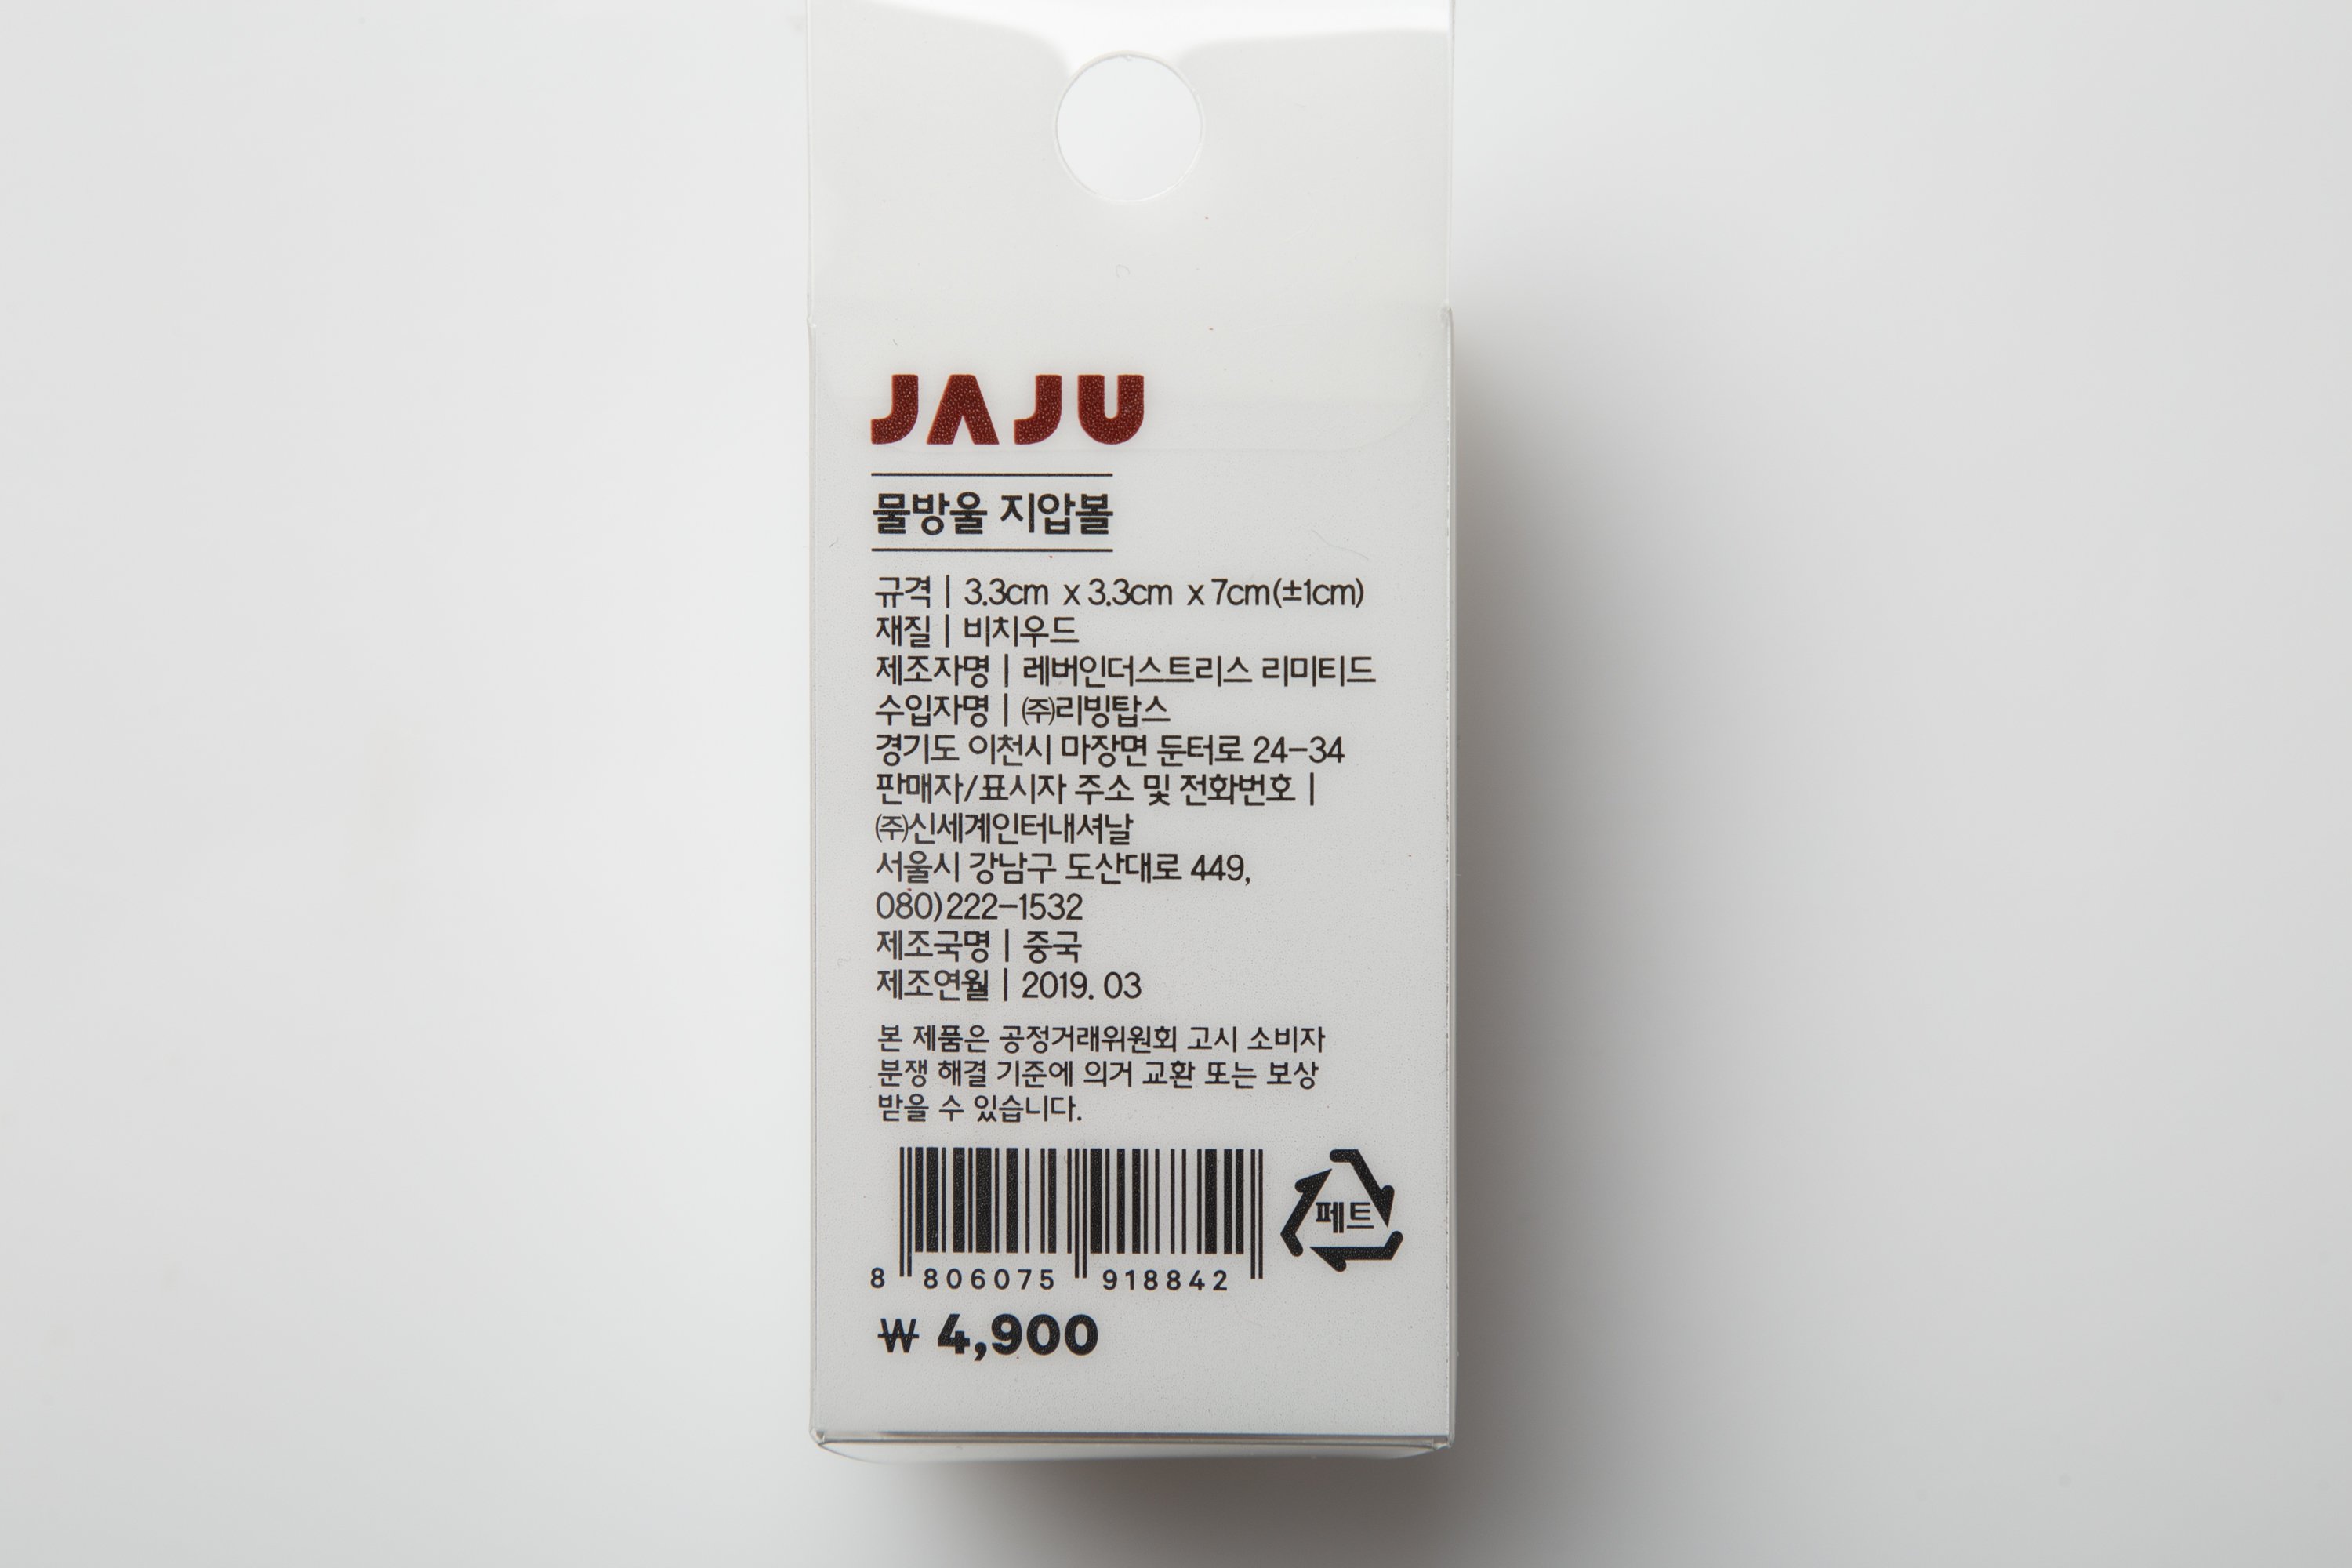 JAJU
물방울 지압볼
규격 | 3.3cm x 3.3cm x 7cm(±1cm)
재질 | 비치우드
제조자명 | 레버인더스트리스 리미티드
수입자명 | ㈜리빙탑스
경기도 이천시 마장면 둔터로 24-34
판매자/표시자 주소 및 전화번호 |
㈜신세계인터내셔날
서울시 강남구 도산대로 449,
080)222-1532
제조국명 | 중국
제조연월 | 2019. 03
본 제품은 공정거래위원회 고시 소비자
분쟁 해결 기준에 의거 교환 또는 보상
받을 수 있습니다.
페트
8 806075 918842
₩ 4,900